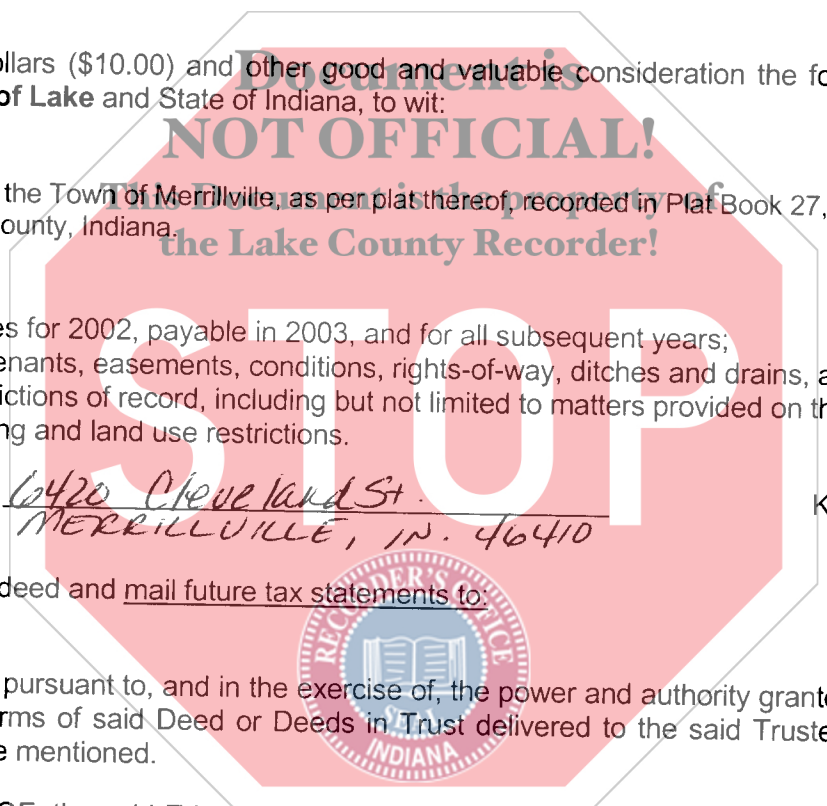 ollars ($10.00) and other good and valuable consideration the fo
Document is
of Lake and State of Indiana, to wit:
NOT OFFICIAL!
the Town of Merrillville, as per plat thereof, recorded in Plat Book 27,
This Document is the property of
ounty, Indiana.
the Lake County Recorder!
es for 2002, payable in 2003, and for all subsequent years;
enants, easements, conditions, rights-of-way, ditches and drains, a
ictions of record, including but not limited to matters provided on th
ng and land use restrictions.
STOP
6420 Cleveland St.
K
MERRILLVILLE, IN. 46410
deed and mail future tax statements to:
RECORDER'S OFFICE
pursuant to, and in the exercise of, the power and authority grante
rms of said Deed or Deeds in Trust delivered to the said Truste
SEAL
e mentioned.
INDIANA